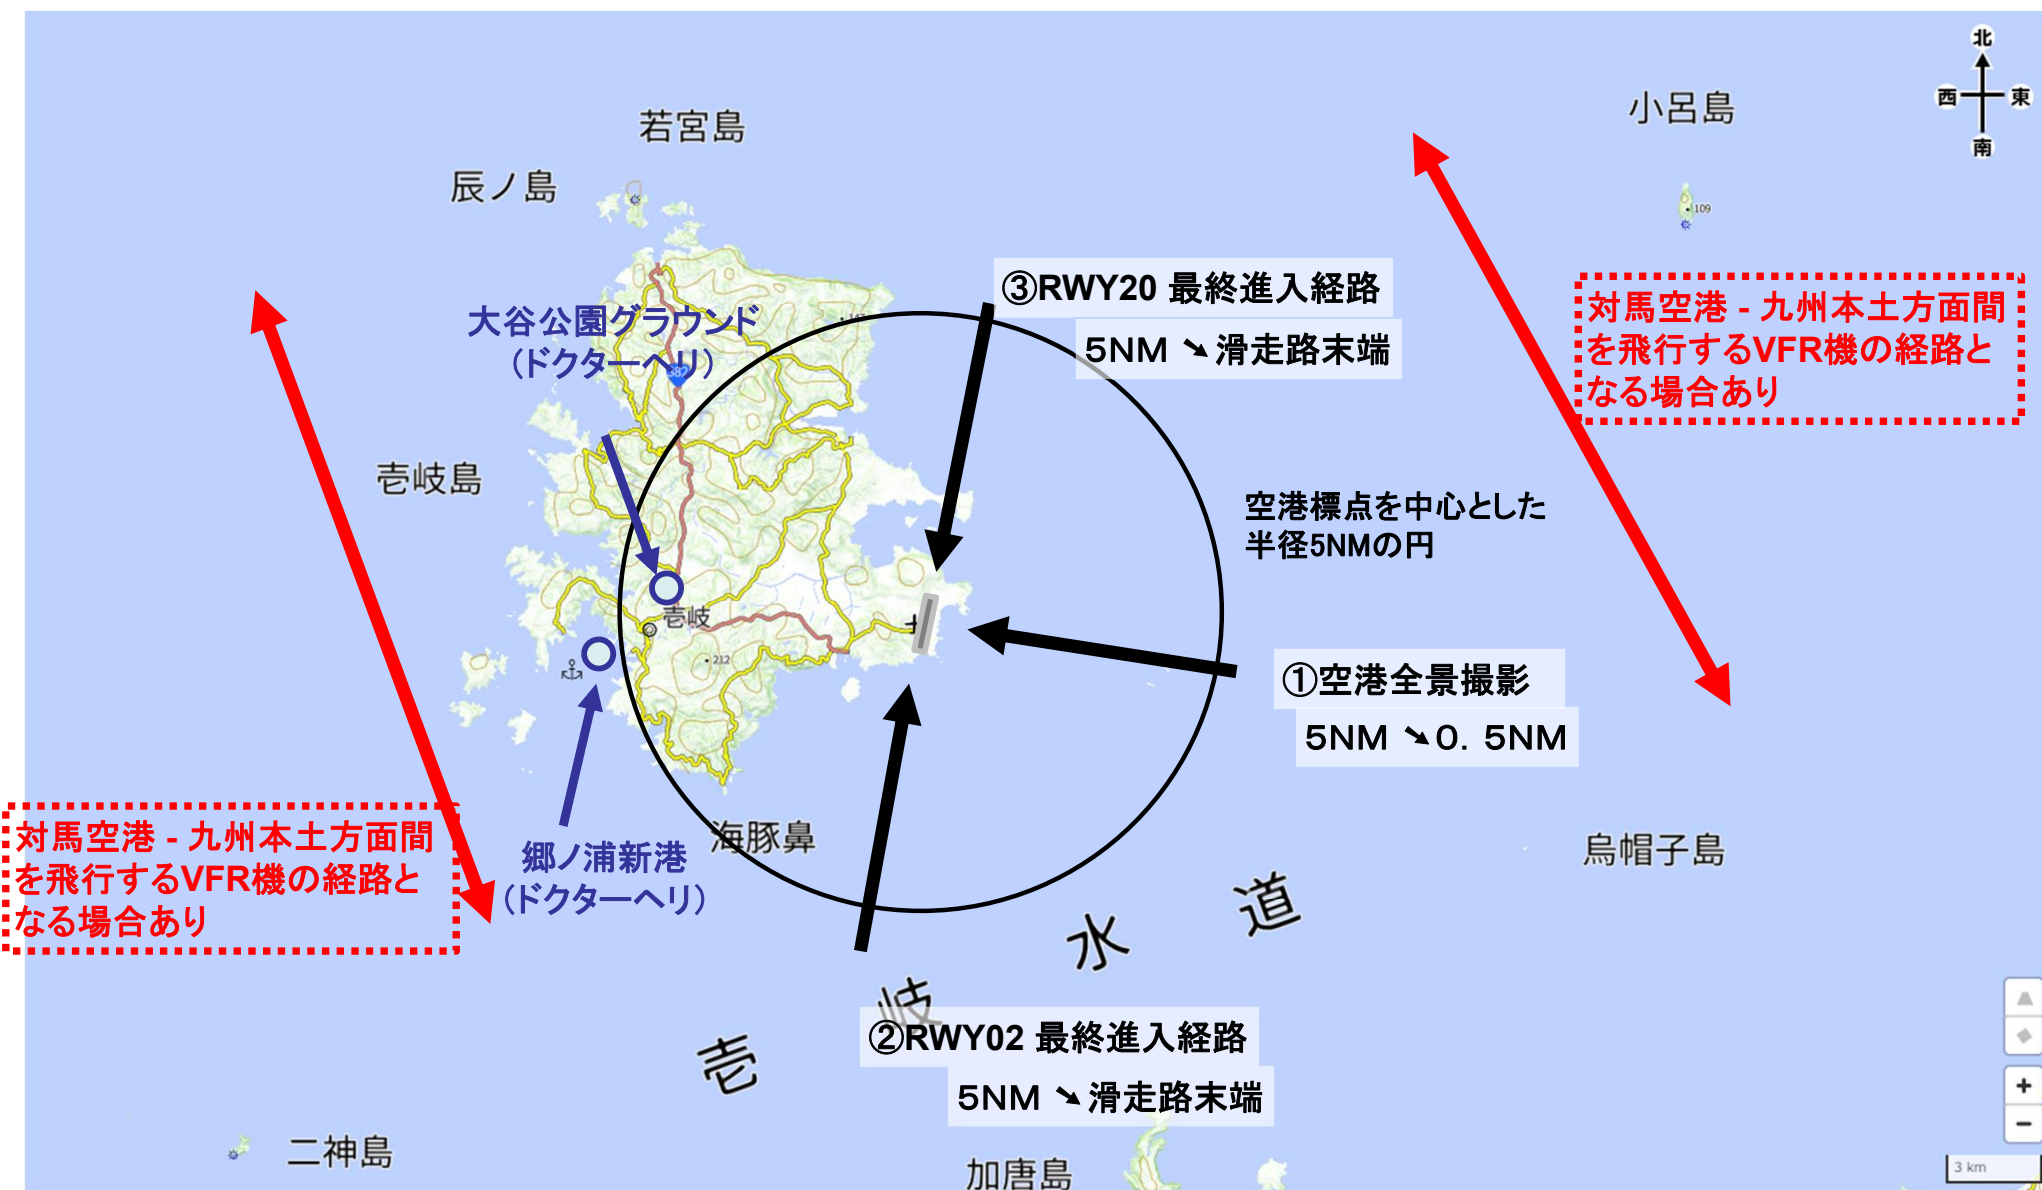 北
西
東
南
小呂島
若宮島
辰ノ島
109
③RWY20 最終進入経路
5NM ➘滑走路末端
対馬空港 - 九州本土方面間
を飛行するVFR機の経路と
なる場合あり
大谷公園グラウンド
(ドクターヘリ)
382
壱岐島
空港標点を中心とした
半径5NMの円
壱岐
212
①空港全景撮影
5NM ➘0．5NM
対馬空港 - 九州本土方面間
を飛行するVFR機の経路と
なる場合あり
郷ノ浦新港
(ドクターヘリ)
海豚鼻
烏帽子島
壱岐水道
②RWY02 最終進入経路
5NM ➘滑走路末端
二神島
加唐島
+
−
3 km